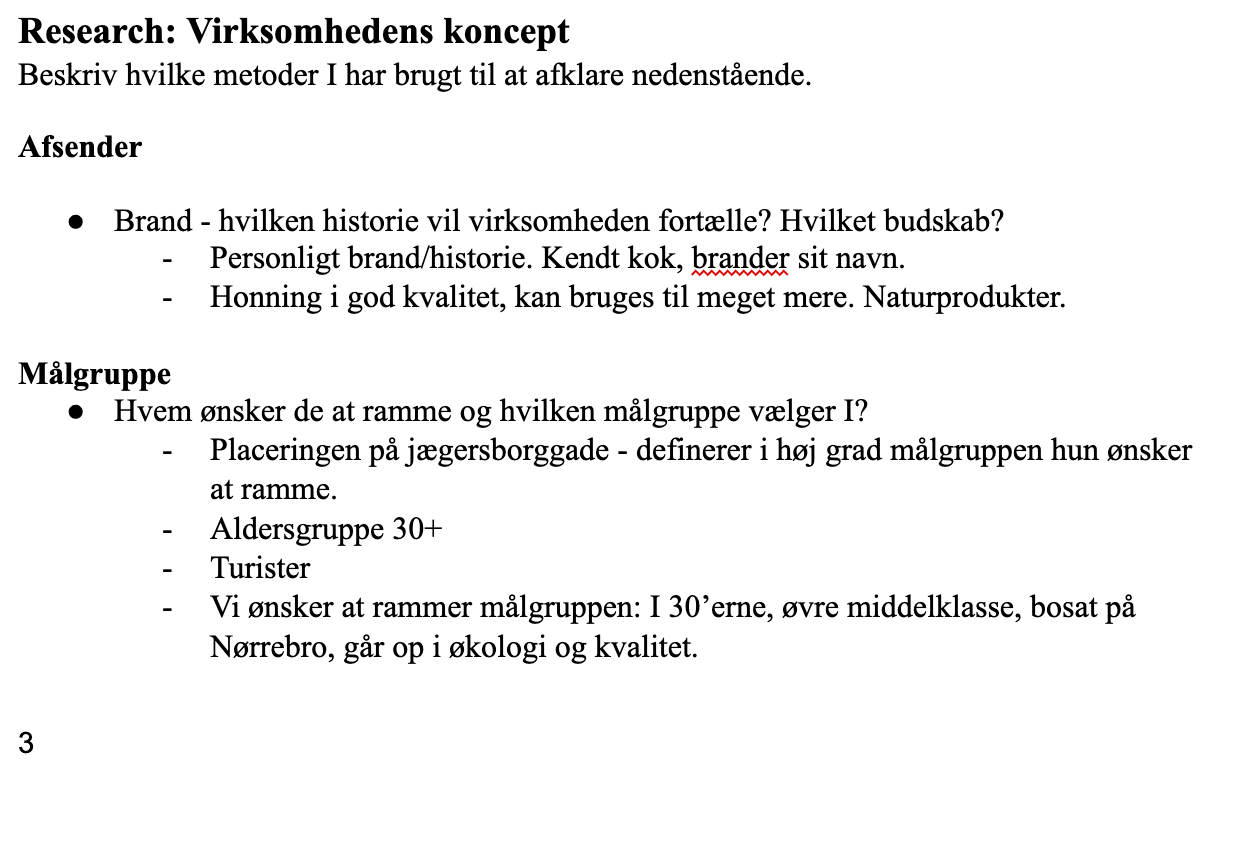 Research: Virksomhedens koncept
Beskriv hvilke metoder I har brugt til at afklare nedenstående.
Afsender
● Brand - hvilken historie vil virksomheden fortælle? Hvilket budskab?
- Personligt brand/historie. Kendt kok, brander sit navn.
- Honning i god kvalitet, kan bruges til meget mere. Naturprodukter.
Målgruppe
● Hvem ønsker de at ramme og hvilken målgruppe vælger I?
- Placeringen på jægersborggade - definerer i høj grad målgruppen hun ønsker
at ramme.
- Aldersgruppe 30+
- Turister
- Vi ønsker at rammer målgruppen: I 30’erne, øvre middelklasse, bosat på
Nørrebro, går op i økologi og kvalitet.
3